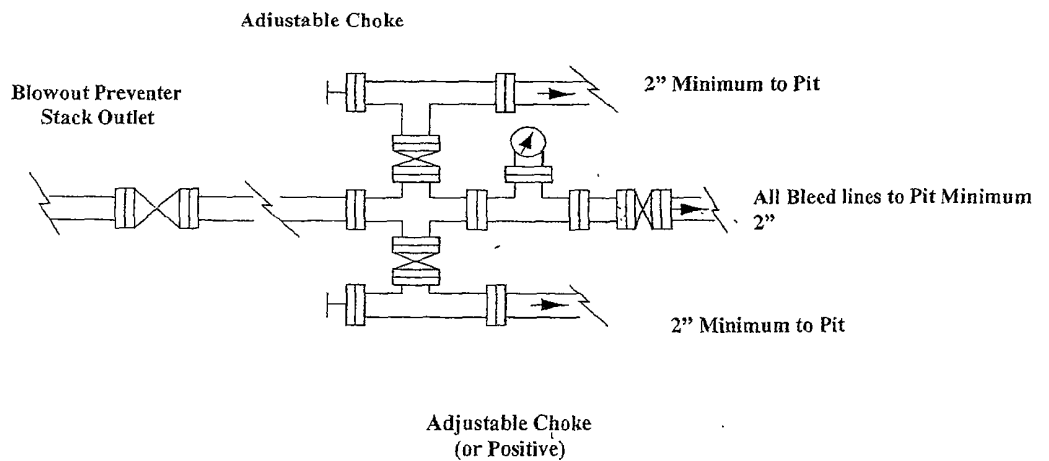 Adjustable Choke
Blowout Preventer
Stack Outlet
2" Minimum to Pit
All Bleed lines to Pit Minimum
2"
2" Minimum to Pit
Adjustable Choke
(or Positive)